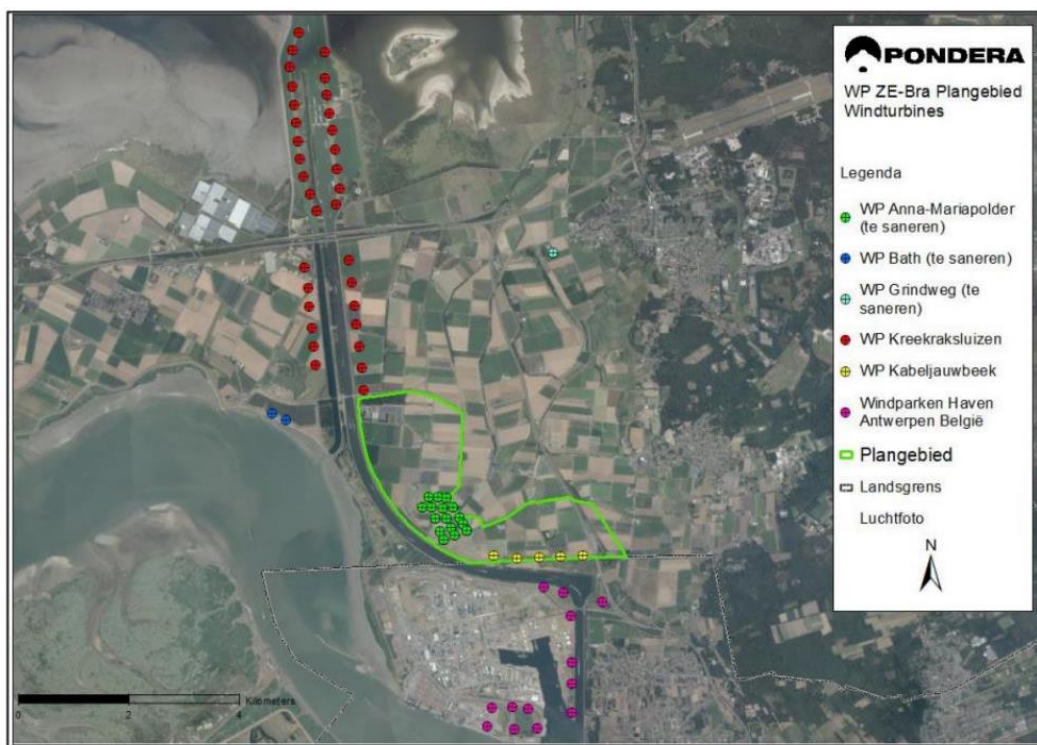 PONDERA
WP ZE-Bra Plangebied
Windturbines
Legenda
WP Anna-Mariapolder
(te saneren)
WP Bath (te saneren)
WP Grindweg (te
saneren)
WP Kreekraksluizen
WP Kabeljauwbeek
Windparken Haven
Antwerpen België
Plangebied
Landsgrens
Luchtfoto
N
Kilometers
0 2 4